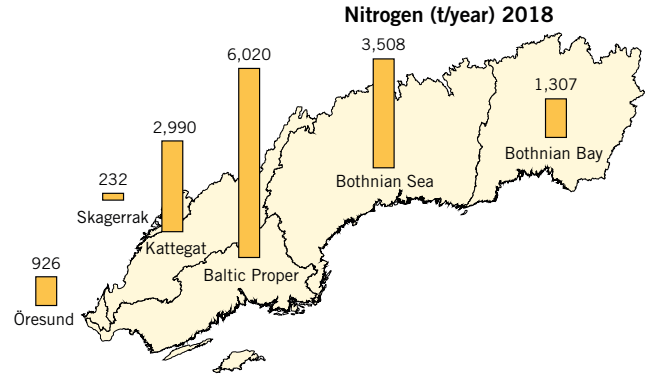 Nitrogen (t/year) 2018
3,508
6,020
1,307
2,990
Bothnian Bay
232
Bothnian Sea
Skagerrak
Kattegat
926
Baltic Proper
Öresund